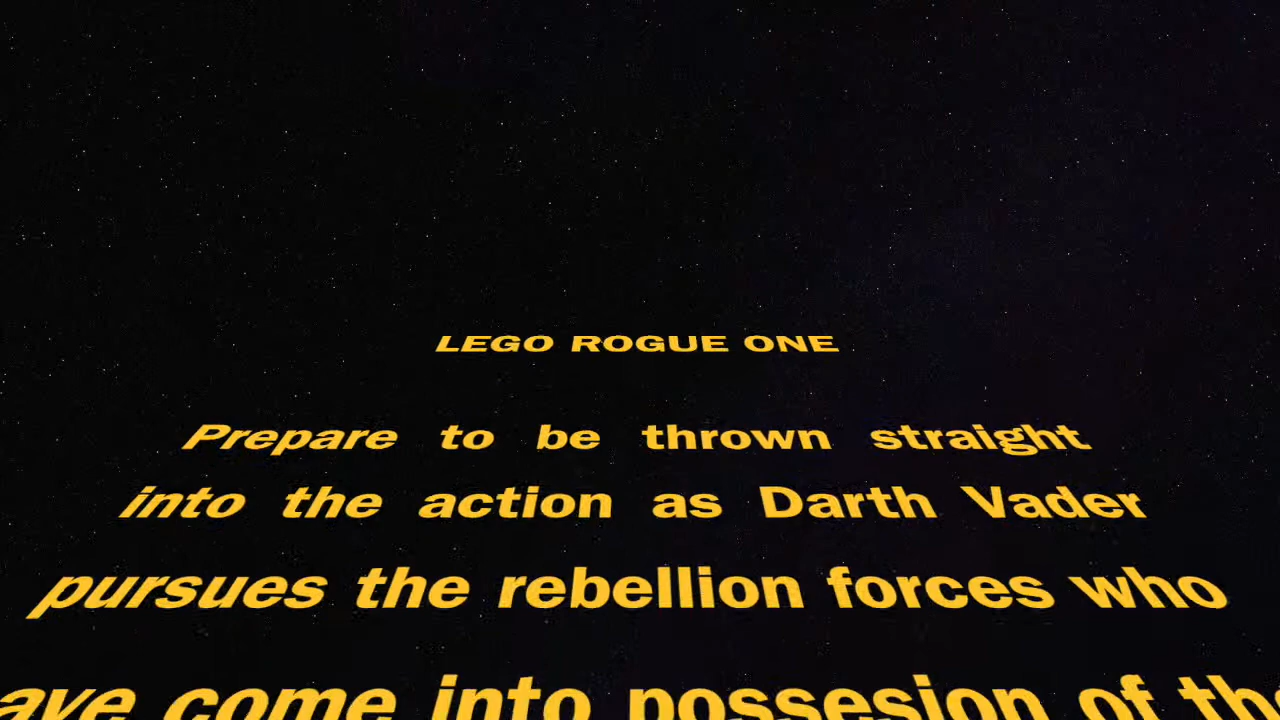 LEGO ROGUE ONE
Prepare to be thrown straight
into the action as Darth Vader
pursues the rebellion forces who
come into possesion of